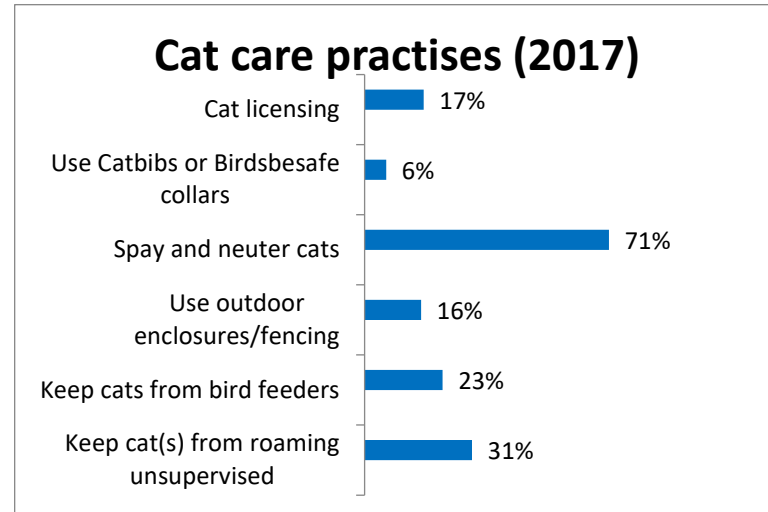 Cat care practises (2017)
Cat licensing
17%
Use Catbibs or Birdsbesafe
collars
6%
Spay and neuter cats
71%
Use outdoor
enclosures/fencing
16%
Keep cats from bird feeders
23%
Keep cat(s) from roaming
unsupervised
31%